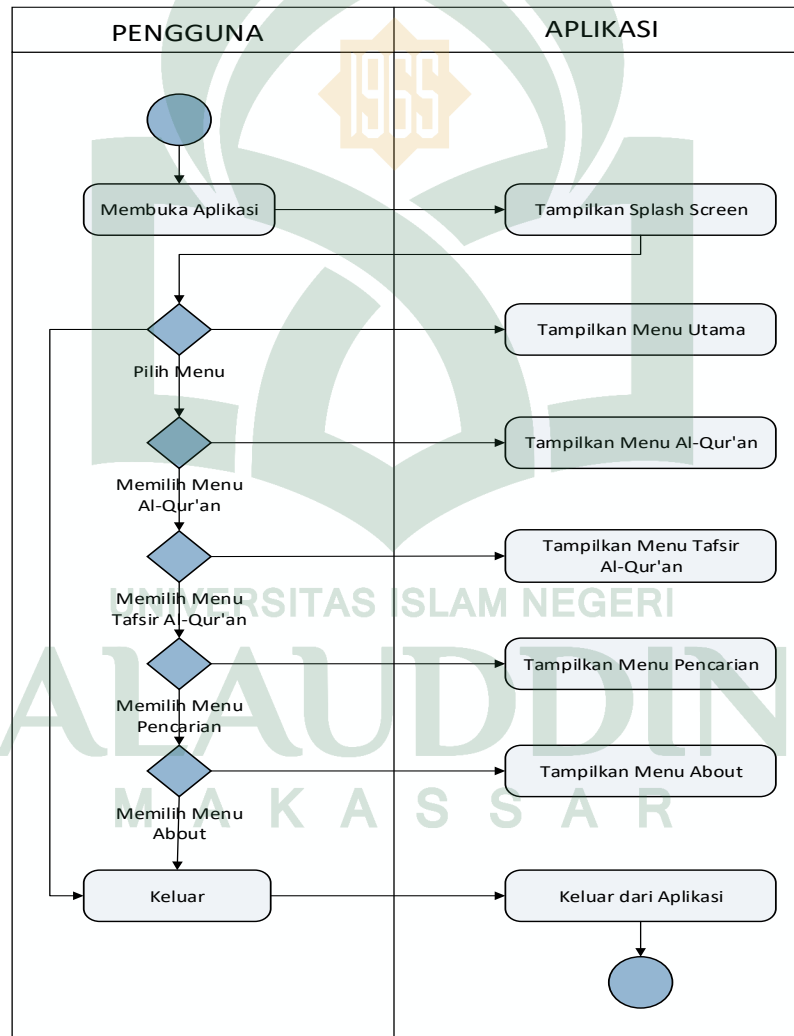 PENGGUNA
APLIKASI
1965
Membuka Aplikasi
Tampilkan Splash Screen
Tampilkan Menu Utama
Pilih Menu
Tampilkan Menu Al-Qur'an
Memilih Menu
Al-Qur'an
Tampilkan Menu Tafsir
Al-Qur'an
Memilih Menu
Tafsir Al-Qur'an
UNIVERSITAS ISLAM NEGERI
Tampilkan Menu Pencarian
ALAUDDIN
Memilih Menu
Pencarian
Tampilkan Menu About
MAKASSAR
Memilih Menu
About
Keluar
Keluar dari Aplikasi